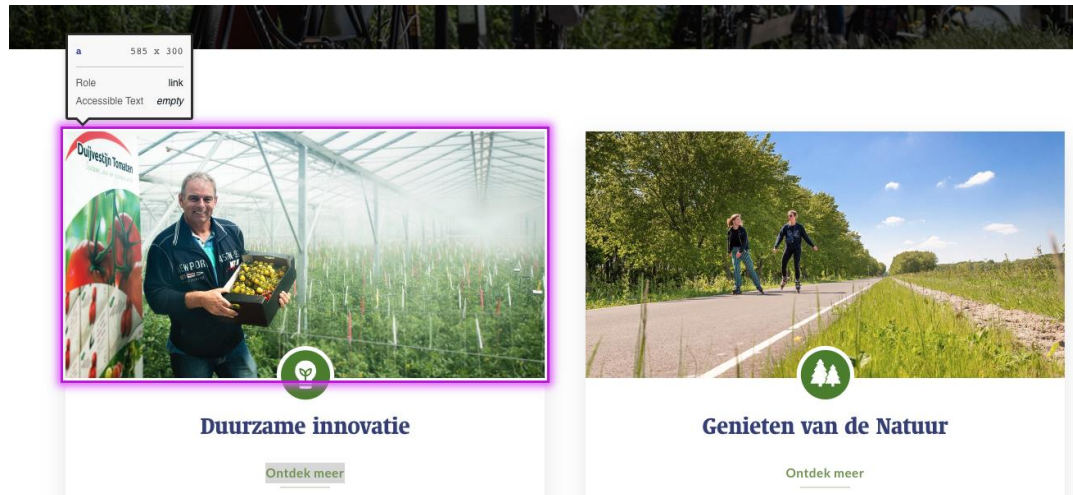 a 585 x 300
Role link
Accessible Text empty
Duijvestijn Tomaten
Duurzame innovatie
Genieten van de Natuur
Ontdek meer
Ontdek meer